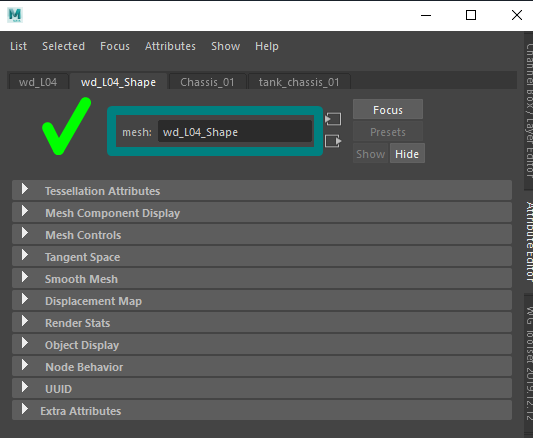 M
List Selected Focus Attributes Show Help
wd_L04 wd_L04_Shape Chassis_01 tank_chassis_01
mesh: wd_L04_Shape
Focus
Presets
Show Hide
Tessellation Attributes
Mesh Component Display
Mesh Controls
Tangent Space
Smooth Mesh
Displacement Map
Render Stats
Object Display
Node Behavior
UUID
Extra Attributes
Channel Box / Layer Editor
Attribute Editor
WG Toolset 2019.12.12